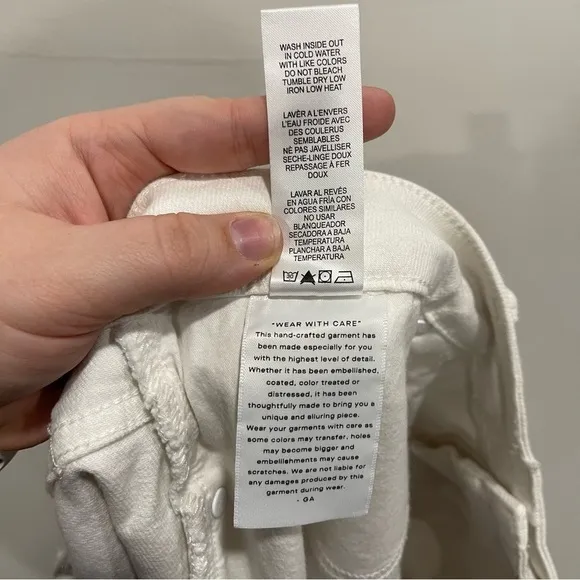 WASH INSIDE OUT
IN COLD WATER
WITH LIKE COLORS
DO NOT BLEACH
TUMBLE DRY LOW
IRON LOW HEAT
LAVÉR A L'ENVERS
L'EAU FROIDE AVEC
DES COULERUS
SEMBLABLES
NÈ PAS JAVELLISER
SECHE-LINGE DOUX
REPASSAGE À FER
DOUX
LAVAR AL REVÉS
EN AGUA FRÍA CON
COLORES SIMILARES
NO USAR
BLANQUEADOR
SECADORA A BAJA
TEMPERATURA
PLANCHAR A BAJA
TEMPERATURA
30
"WEAR WITH CARE"
This hand-crafted garment has
been made especially for you
with the highest level of detail.
Whether it has been embellished,
coated, color treated or
distressed, it has been
thoughtfully made to bring you a
unique and alluring piece.
Wear your garments with care as
some colors may transfer, holes
may become bigger and
embellishments may cause
scratches. We are not liable for
any damages produced by this
garment during wear.
- GA